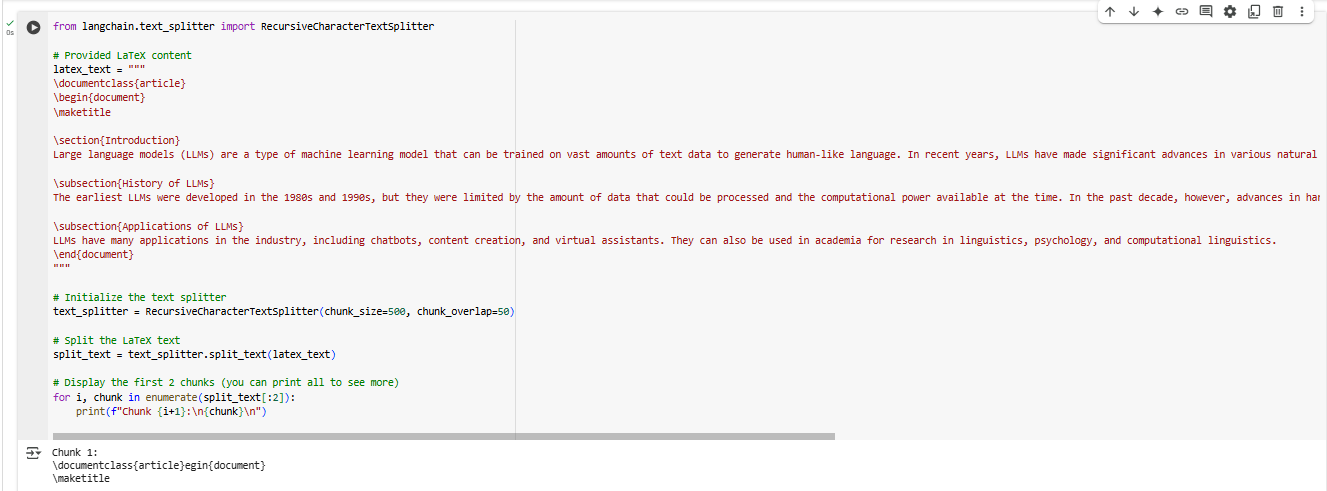 0s
from langchain.text_splitter import RecursiveCharacterTextSplitter
# Provided LaTeX content
latex_text = """
\documentclass{article}
\begin{document}
\maketitle
\section{Introduction}
Large language models (LLMs) are a type of machine learning model that can be trained on vast amounts of text data to generate human-like language. In recent years, LLMs have made significant advances in various natural
\subsection{History of LLMs}
The earliest LLMs were developed in the 1980s and 1990s, but they were limited by the amount of data that could be processed and the computational power available at the time. In the past decade, however, advances in har
\subsection{Applications of LLMs}
LLMs have many applications in the industry, including chatbots, content creation, and virtual assistants. They can also be used in academia for research in linguistics, psychology, and computational linguistics.
\end{document}
"""
# Initialize the text splitter
text_splitter = RecursiveCharacterTextSplitter(chunk_size=500, chunk_overlap=50)
# Split the LaTeX text
split_text = text_splitter.split_text(latex_text)
# Display the first 2 chunks (you can print all to see more)
for i, chunk in enumerate(split_text[:2]):
    print(f"Chunk {i+1}:\n{chunk}\n")
Chunk 1:
\documentclass{article}egin{document}
\maketitle